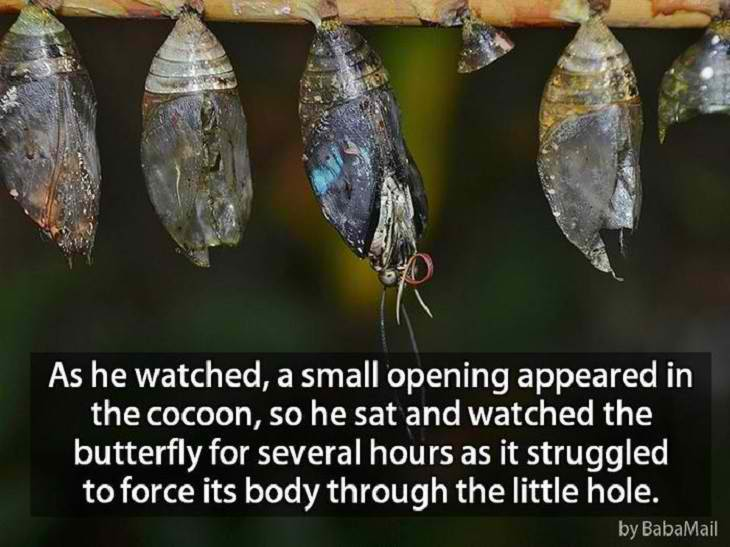 As he watched, a small opening appeared in
the cocoon, so he sat and watched the
butterfly for several hours as it struggled
to force its body through the little hole.
by BabaMail